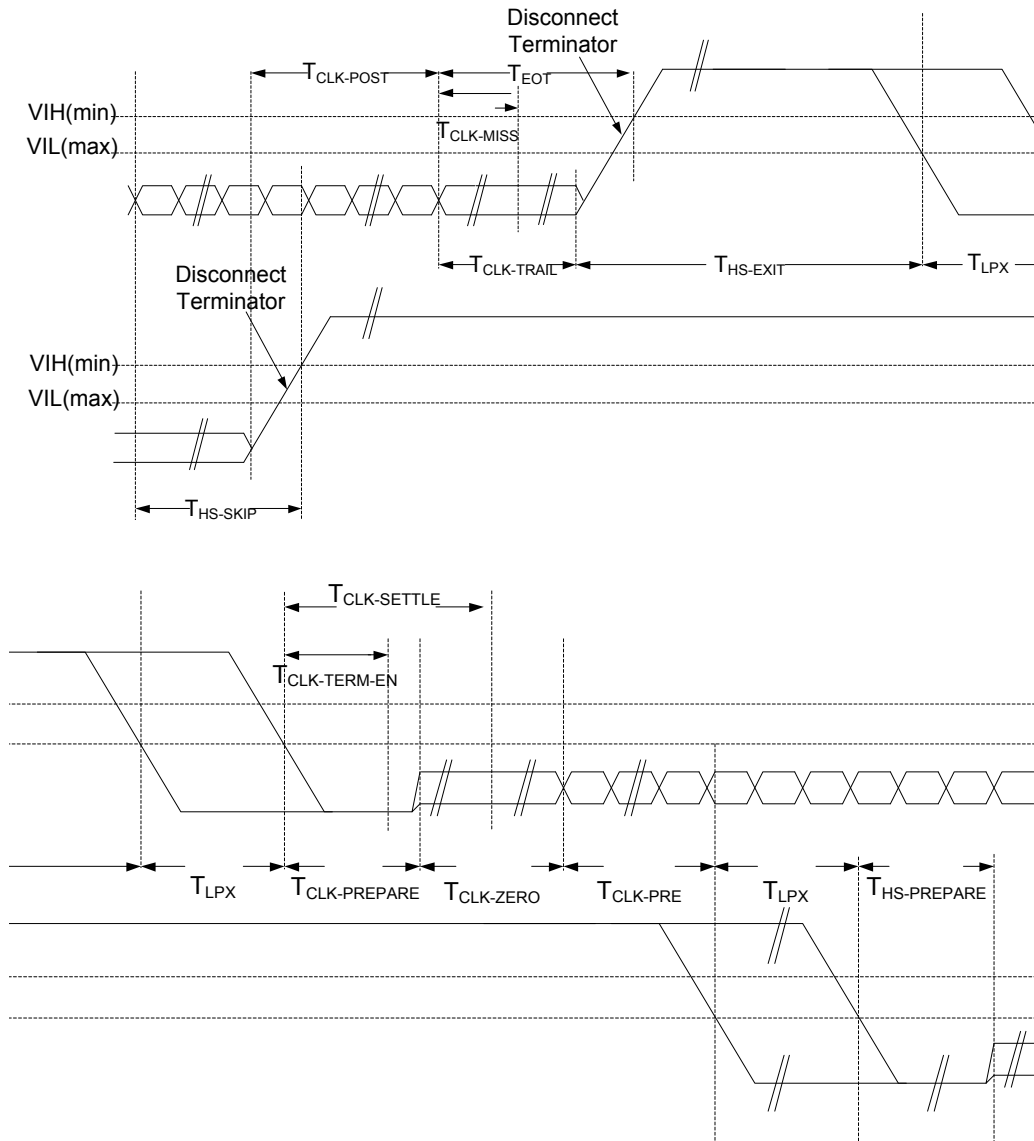 Disconnect
Terminator
TCLK-POST
TEOT
VIH(min)
TCLK-MISS
VIL(max)
TCLK-TRAIL
THS-EXIT
TLPX
Disconnect
Terminator
VIH(min)
VIL(max)
THS-SKIP
TCLK-SETTLE
TCLK-TERM-EN
TLPX
TCLK-PREPARE
TCLK-ZERO
TCLK-PRE
TLPX
THS-PREPARE